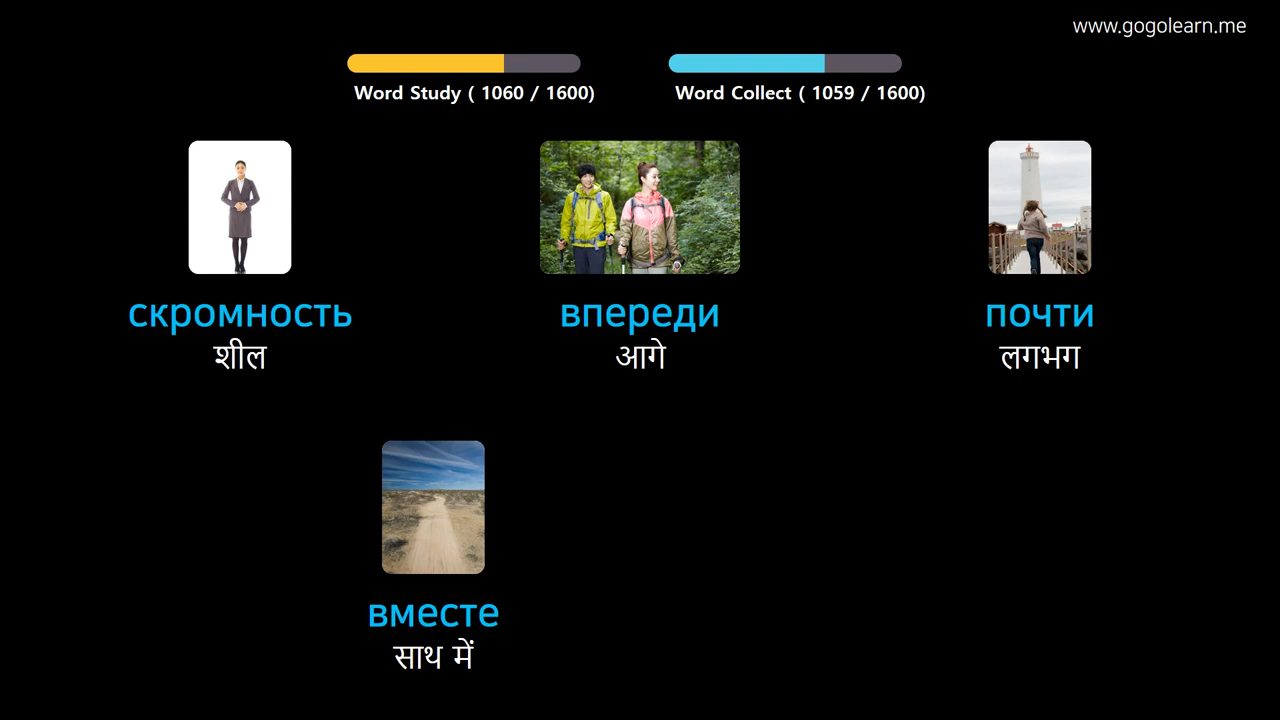 www.gogolearn.me
Word Study ( 1060 / 1600)
Word Collect ( 1059 / 1600)
скромность
शील
впереди
आगे
почти
लगभग
вместе
साथ में